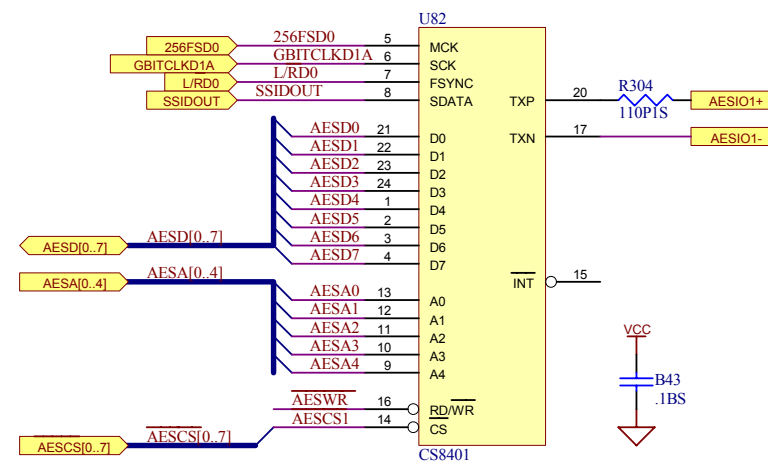 U82
256FSD0 256FSD0 5 MCK
GBITCLKD1A GBITCLKD1A 6 SCK
L/RD0 L/RD0 7 FSYNC
SSIDOUT SSIDOUT 8 SDATA
TXP 20 R304 110P1S AESIO1+
TXN 17 AESIO1-
AESD0 21 D0
AESD1 22 D1
AESD2 23 D2
AESD3 24 D3
AESD4 1 D4
AESD5 2 D5
AESD6 3 D6
AESD7 4 D7
AESD[0..7] AESD[0..7]
AESA[0..4] AESA[0..4]
INT 15
AESA0 13 A0
AESA1 12 A1
AESA2 11 A2
AESA3 10 A3
AESA4 9 A4
VCC
B43
.1BS
AESWR 16 RD/WR
AESCS1 14 CS
AESCS[0..7] AESCS[0..7]
CS8401